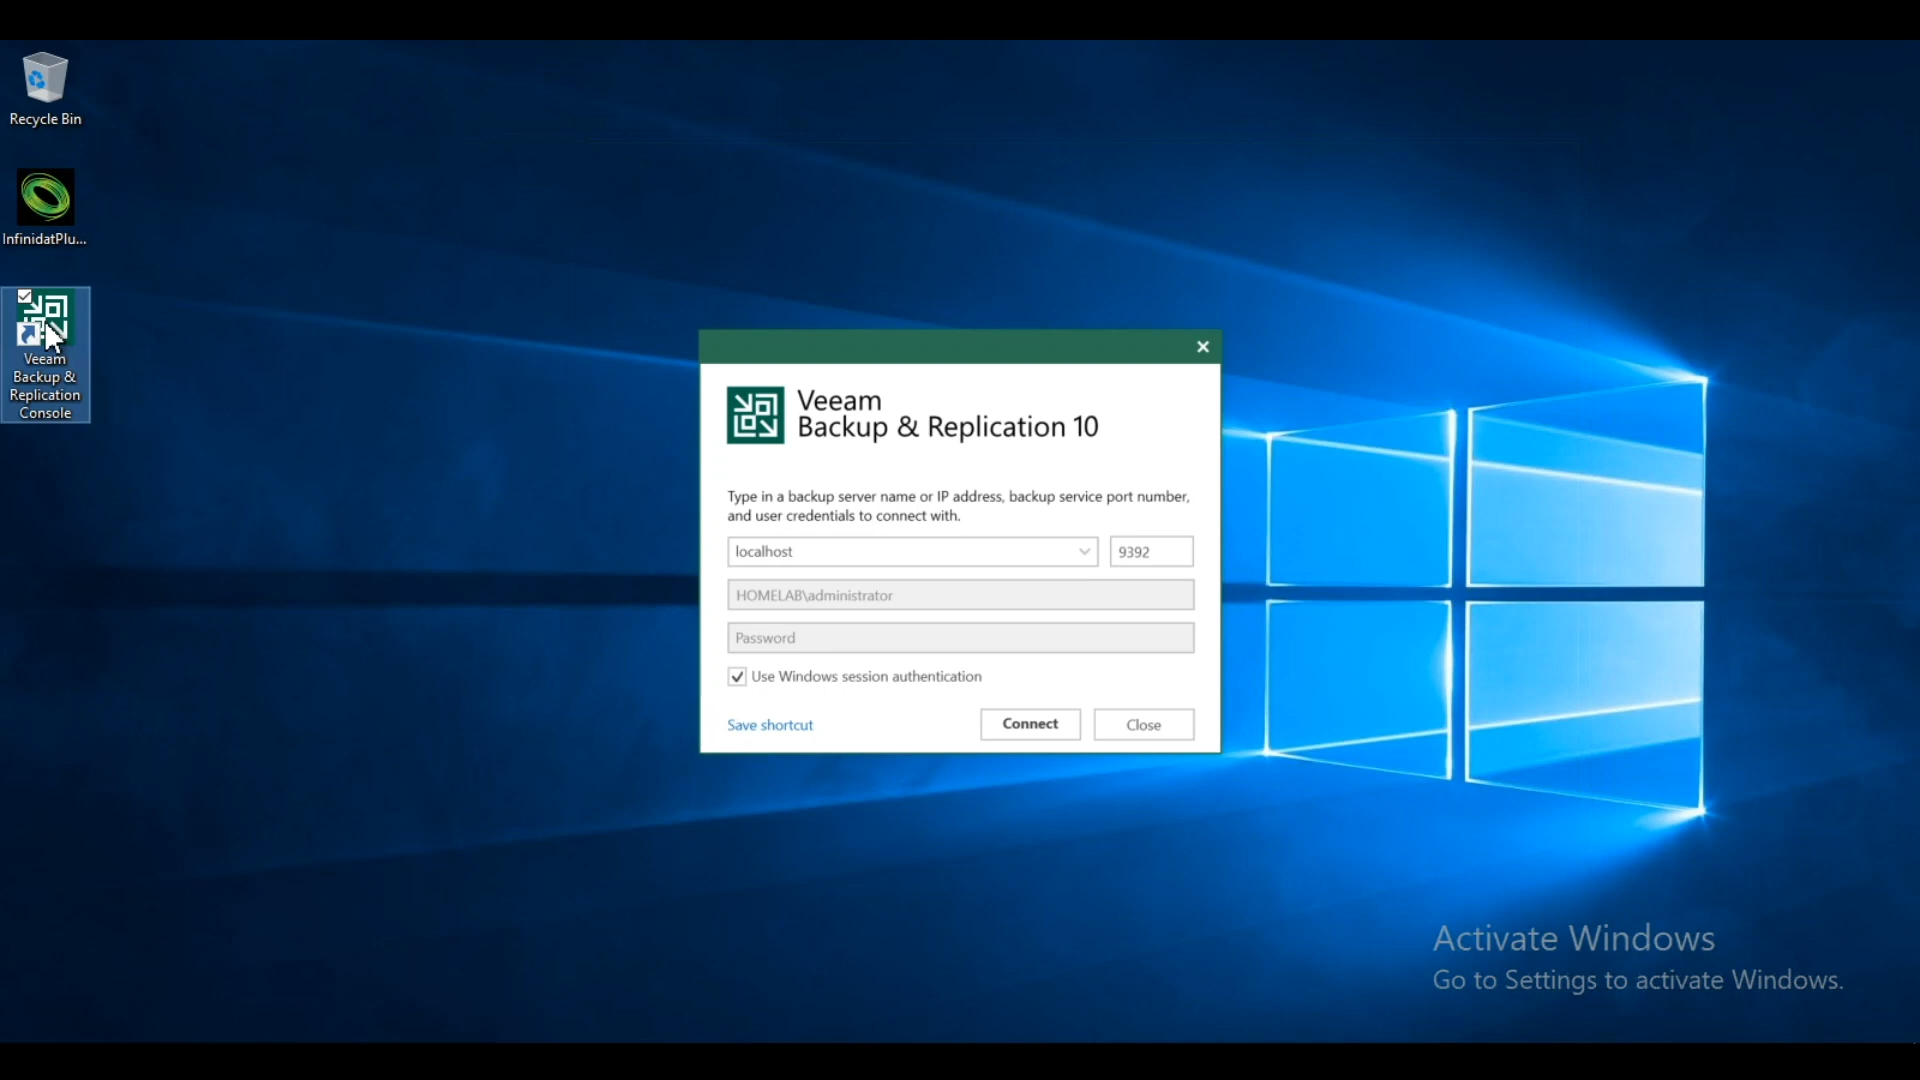 Recycle Bin
InfinidatPlu...
Veeam
Backup &
Replication
Console
Veeam
Backup & Replication 10
Type in a backup server name or IP address, backup service port number,
and user credentials to connect with.
localhost
9392
HOMELAB\administrator
Password
Use Windows session authentication
Save shortcut
Connect
Close
Activate Windows
Go to Settings to activate Windows.